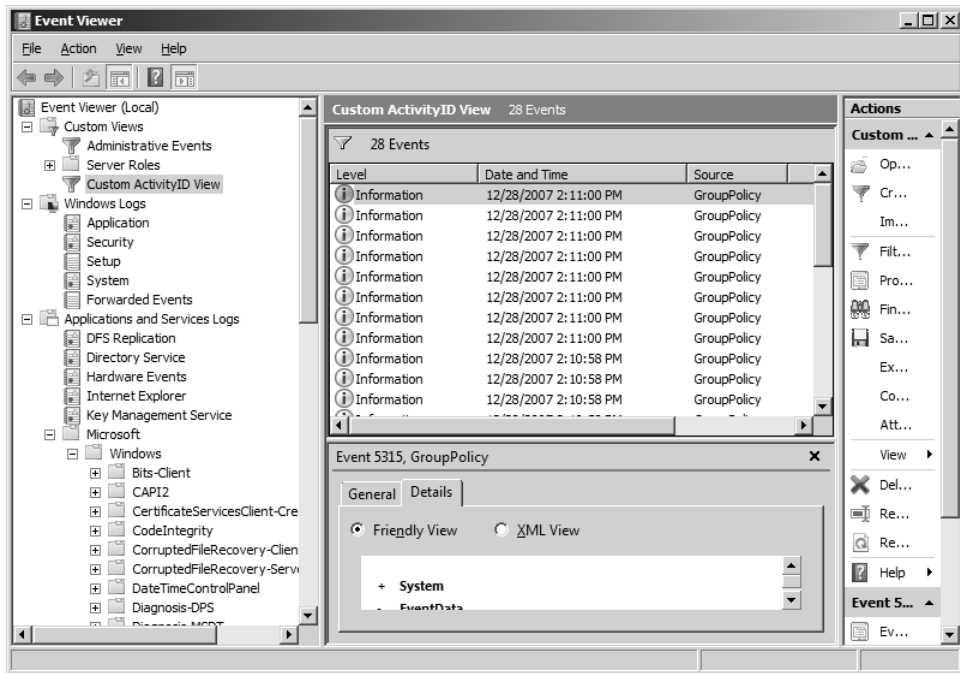 Event Viewer
File Action View Help
Event Viewer (Local)
Custom Views
Administrative Events
Server Roles
Custom ActivityID View
Windows Logs
Application
Security
Setup
System
Forwarded Events
Applications and Services Logs
DFS Replication
Directory Service
Hardware Events
Internet Explorer
Key Management Service
Microsoft
Windows
Bits-Client
CAPI2
CertificateServicesClient-Cre
CodeIntegrity
CorruptedFileRecovery-Clien
CorruptedFileRecovery-Serv
DateTimeControlPanel
Diagnosis-DPS
Custom ActivityID View 28 Events
28 Events
Level Date and Time Source
Information 12/28/2007 2:11:00 PM GroupPolicy
Information 12/28/2007 2:11:00 PM GroupPolicy
Information 12/28/2007 2:11:00 PM GroupPolicy
Information 12/28/2007 2:11:00 PM GroupPolicy
Information 12/28/2007 2:11:00 PM GroupPolicy
Information 12/28/2007 2:11:00 PM GroupPolicy
Information 12/28/2007 2:11:00 PM GroupPolicy
Information 12/28/2007 2:11:00 PM GroupPolicy
Information 12/28/2007 2:10:58 PM GroupPolicy
Information 12/28/2007 2:10:58 PM GroupPolicy
Information 12/28/2007 2:10:58 PM GroupPolicy
Event 5315, GroupPolicy
General Details
Friendly View XML View
+ System
- EventData
Actions
Custom ...
Op...
Cr...
Im...
Filt...
Pro...
Fin...
Sa...
Ex...
Co...
Att...
View
Del...
Re...
Re...
Help
Event 5...
Ev...